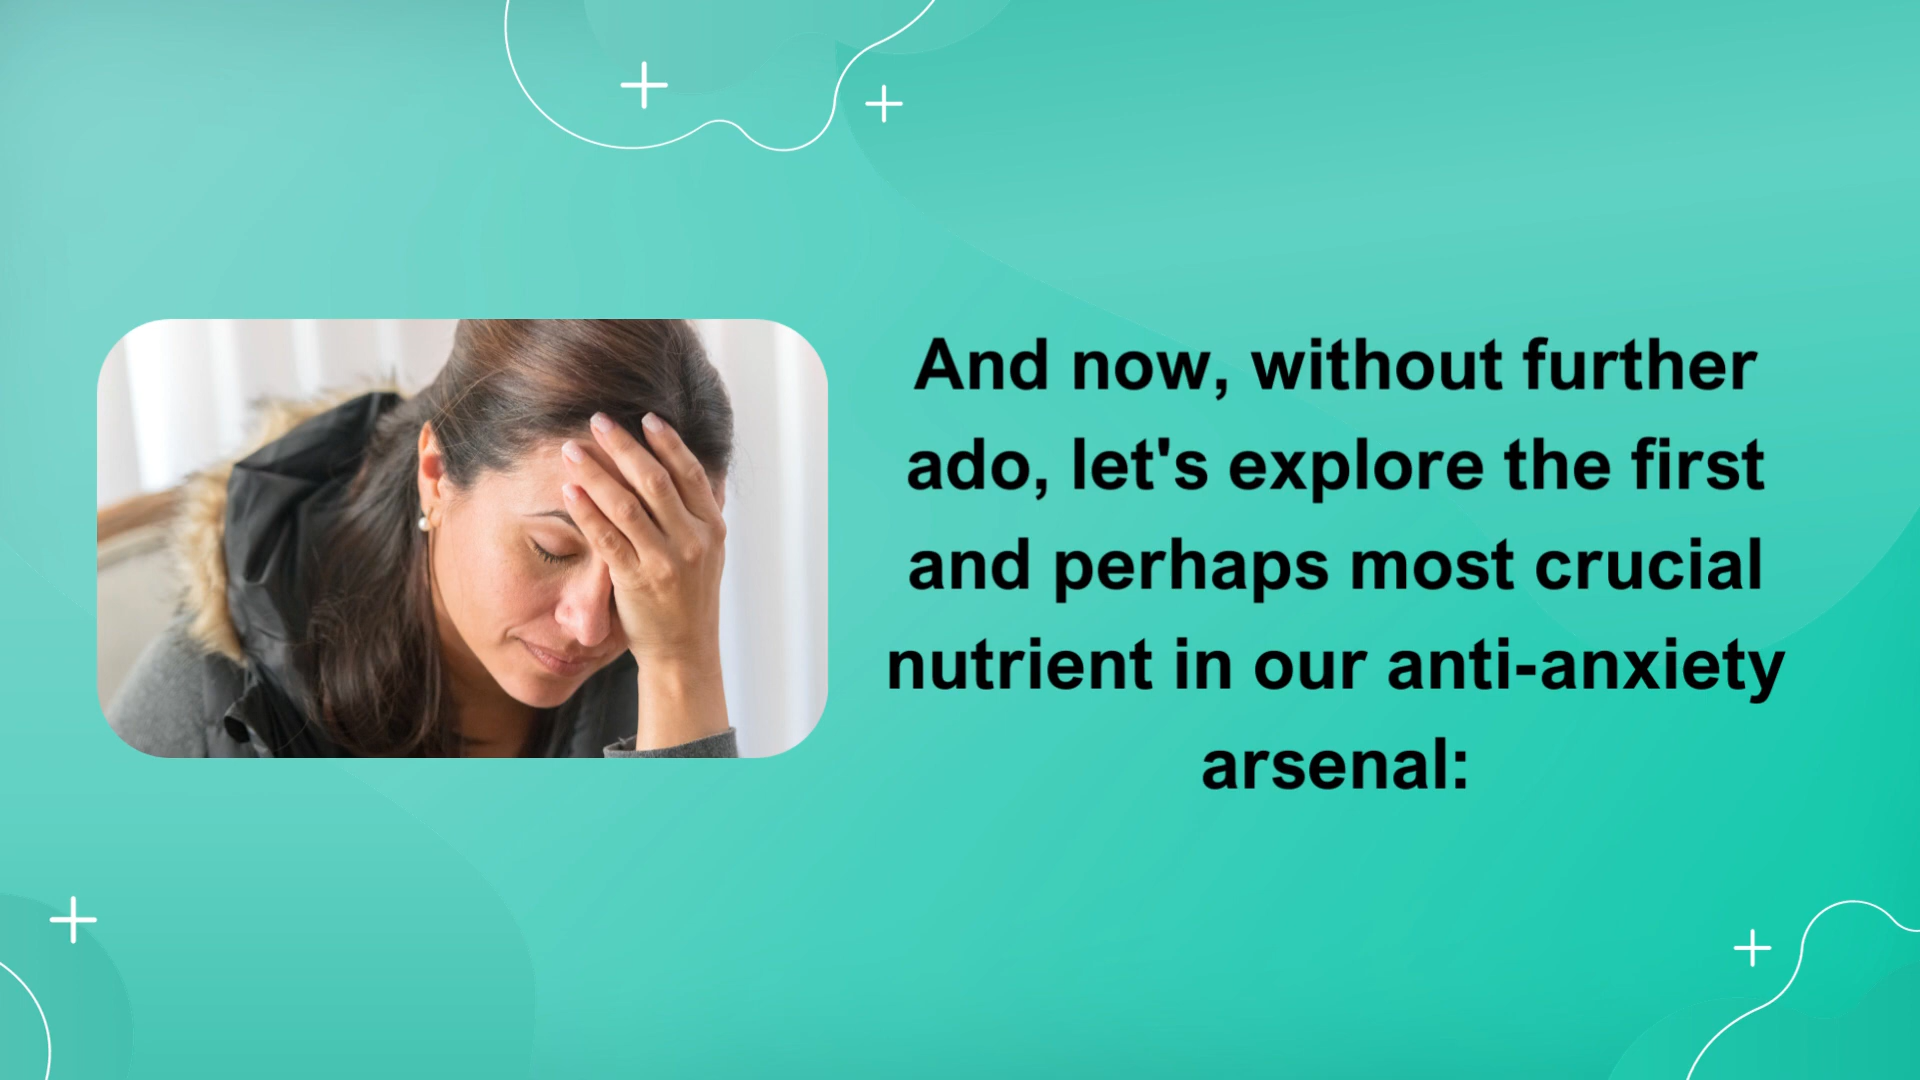 And now, without further
ado, let's explore the first
and perhaps most crucial
nutrient in our anti-anxiety
arsenal: